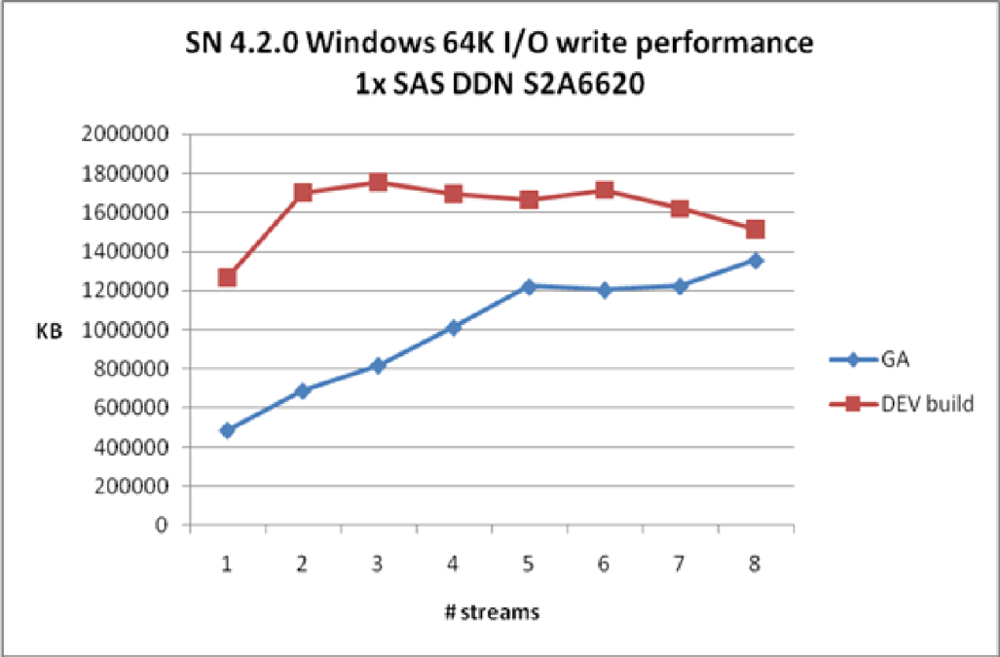 SN 4.2.0 Windows 64K I/O write performance
1x SAS DDN S2A6620
2000000
1800000
1600000
1400000
1200000
KB 1000000
800000
600000
400000
200000
0
GA
DEV build
1 2 3 4 5 6 7 8
# streams